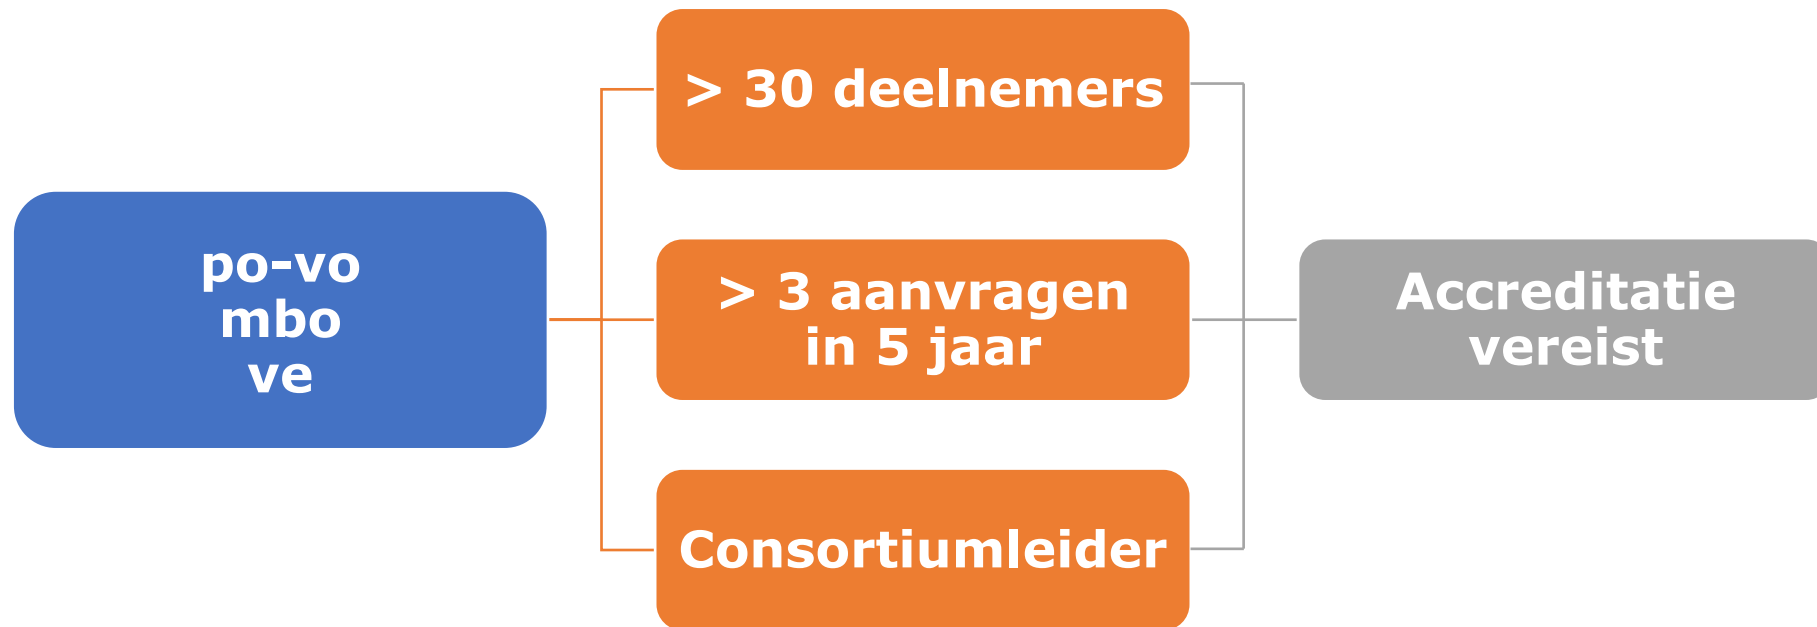 po-vo
mbo
ve
> 30 deelnemers
> 3 aanvragen
in 5 jaar
Consortiumleider
Accreditatie
vereist